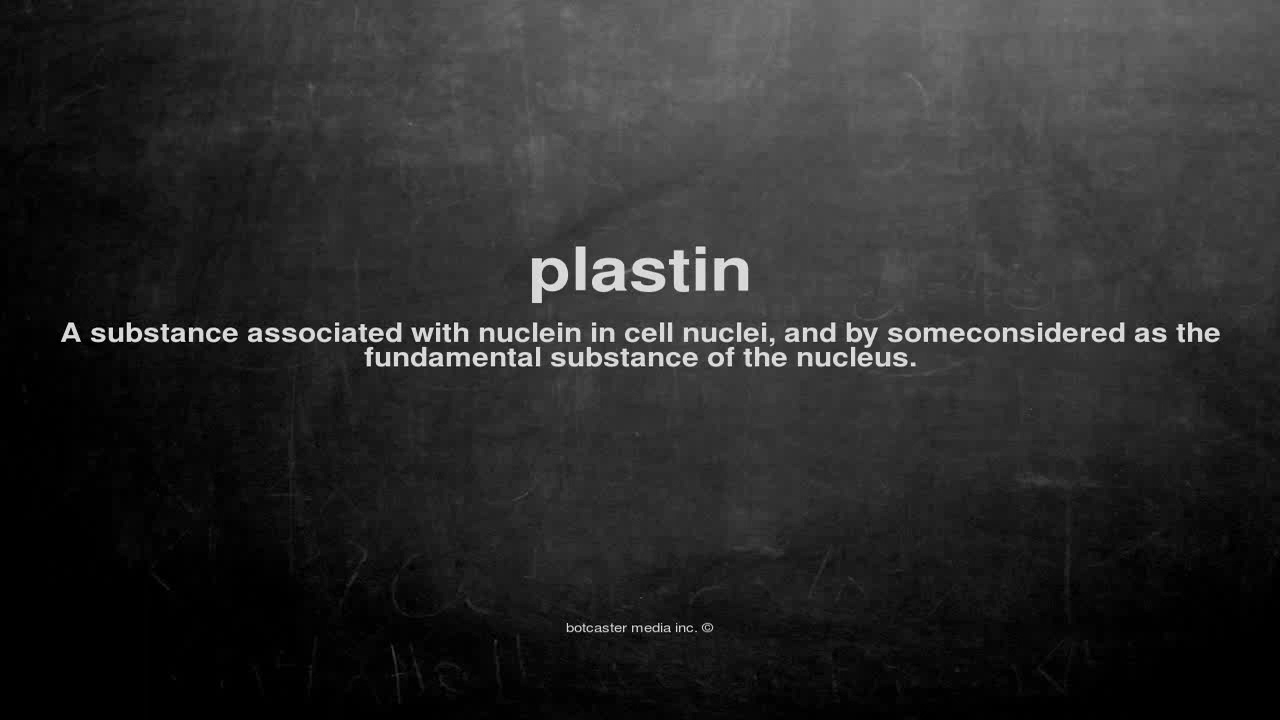 plastin
A substance associated with nuclein in cell nuclei, and by someconsidered as the
fundamental substance of the nucleus.
botcaster media inc. ©